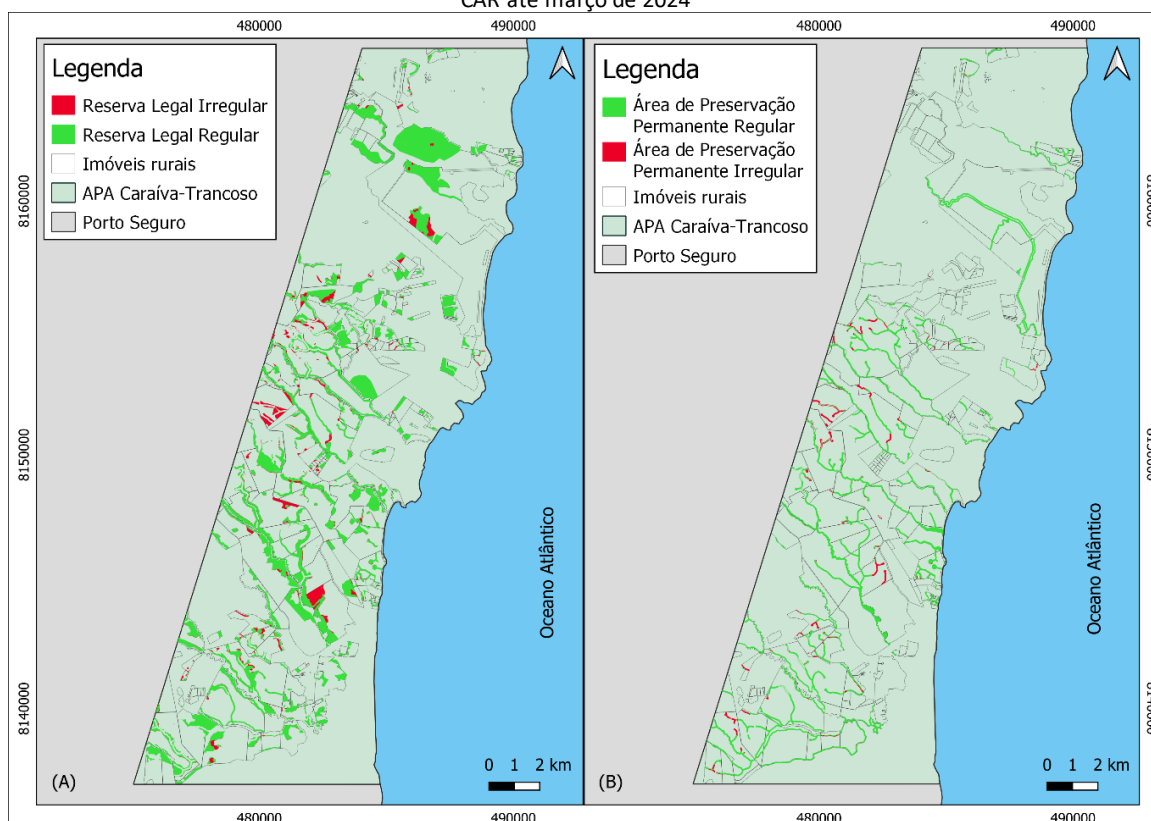 CAR até março de 2024
480000
490000
480000
490000
Legenda
Reserva Legal Irregular
Reserva Legal Regular
Imóveis rurais
APA Caraíva-Trancoso
Porto Seguro
Legenda
Área de Preservação
Permanente Regular
Área de Preservação
Permanente Irregular
Imóveis rurais
APA Caraíva-Trancoso
Porto Seguro
8160000
8150000
8140000
Oceano Atlântico
Oceano Atlântico
0 1 2 km
0 1 2 km
(A)
(B)
480000
490000
480000
490000